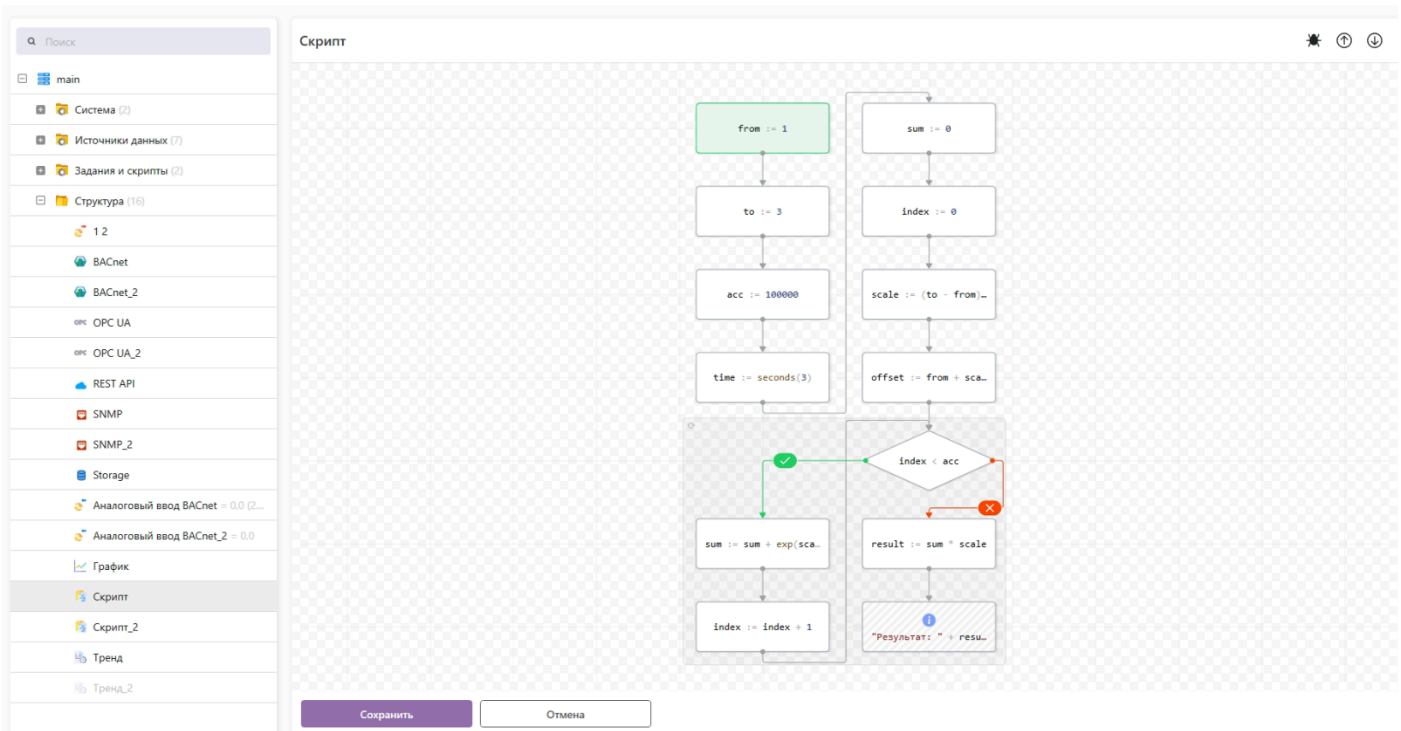 Поиск
main
Система (2)
Источники данных (7)
Задания и скрипты (2)
Структура (16)
1 2
BACnet
BACnet_2
OPC OPC UA
OPC OPC UA_2
REST API
SNMP
SNMP_2
Storage
Аналоговый ввод BACnet = 0,0 (2...
Аналоговый ввод BACnet_2 = 0,0
График
Скрипт
Скрипт_2
Тренд
Тренд_2
Скрипт
from := 1
to := 3
acc := 100000
time := seconds(3)
sum := 0
index := 0
scale := (to - from)…
offset := from + sca…
index < acc
sum := sum + exp(sca…
index := index + 1
result := sum * scale
"Результат: " + resu…
Сохранить
Отмена